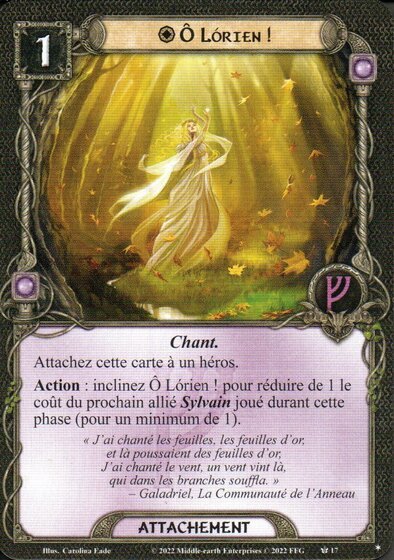 1
Ô Lórien !
Chant.
Attachez cette carte à un héros.
Action : inclinez Ô Lórien ! pour réduire de 1 le
coût du prochain allié Sylvain joué durant cette
phase (pour un minimum de 1).
« J'ai chanté les feuilles, les feuilles d'or,
et là poussaient des feuilles d'or,
J'ai chanté le vent, un vent vint là,
qui dans les branches souffla. »
– Galadriel, La Communauté de l'Anneau
ATTACHEMENT
Illus. Catolina Eade © 2022 Middle-earth Enterprises © 2022 FFG 17